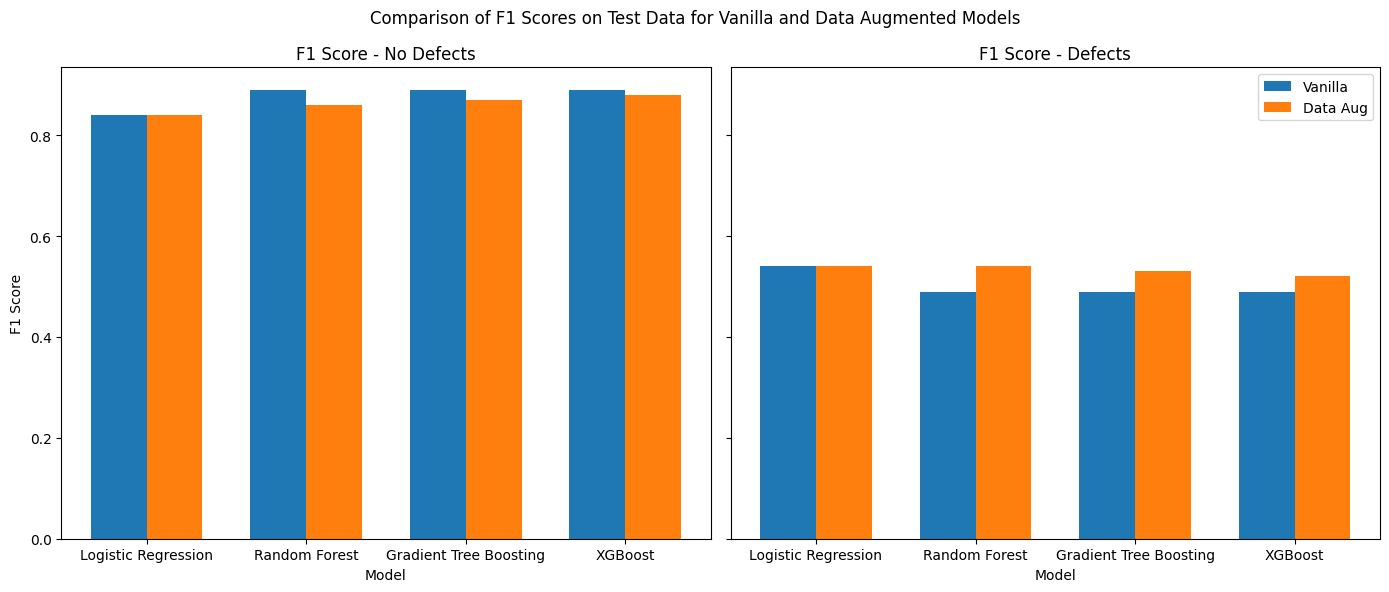 Comparison of F1 Scores on Test Data for Vanilla and Data Augmented Models
F1 Score - No Defects
F1 Score
0.8
0.6
0.4
0.2
0.0
Logistic Regression
Random Forest
Gradient Tree Boosting
XGBoost
Model
F1 Score - Defects
Vanilla
Data Aug
Logistic Regression
Random Forest
Gradient Tree Boosting
XGBoost
Model